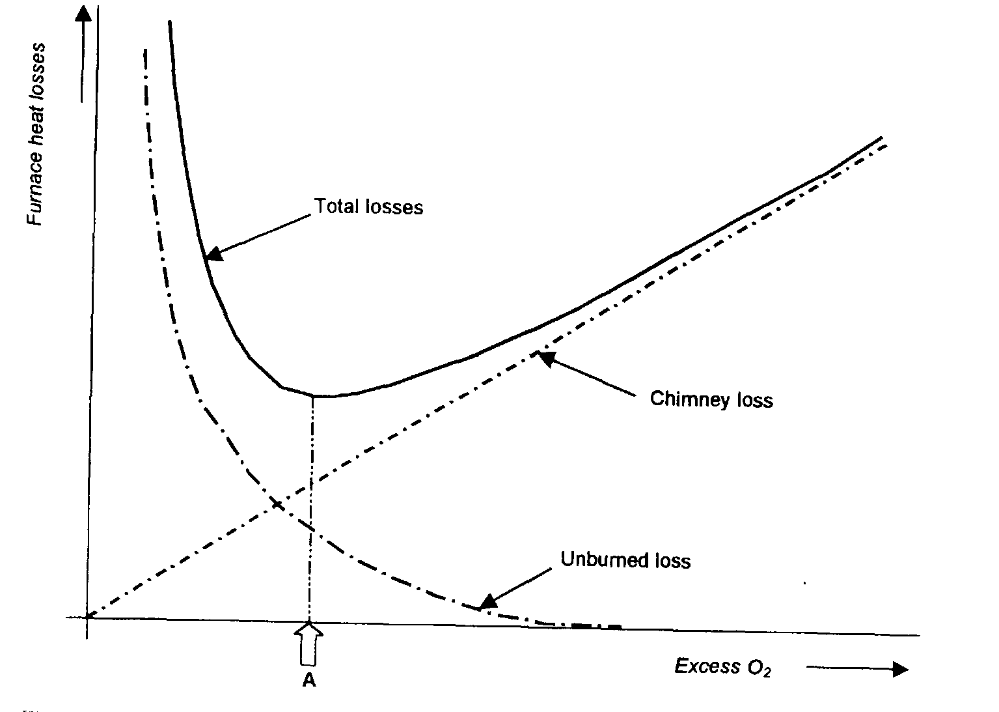 Furnace heat losses
Total losses
Chimney loss
Unburned loss
Excess O₂
A